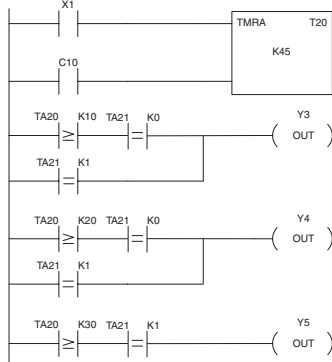 X1
TMRA T20
K45
C10
TA20 K10 TA21 K0 Y3
≥ = OUT
TA21 K1
=
TA20 K20 TA21 K0 Y4
≥ = OUT
TA21 K1
=
TA20 K30 TA21 K1 Y5
≥ = OUT